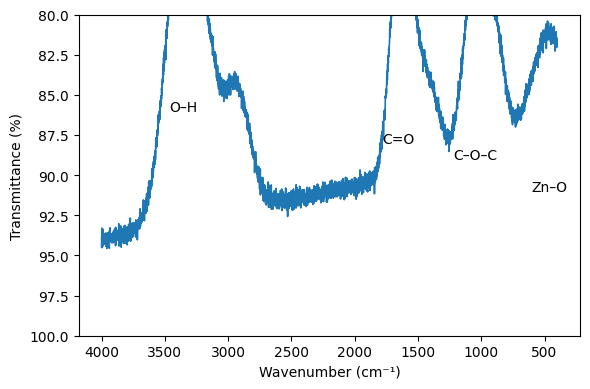 80.0
82.5
85.0
87.5
90.0
92.5
95.0
97.5
100.0
Transmittance (%)
O–H
C=O
C–O–C
Zn–O
4000 3500 3000 2500 2000 1500 1000 500
Wavenumber (cm⁻¹)